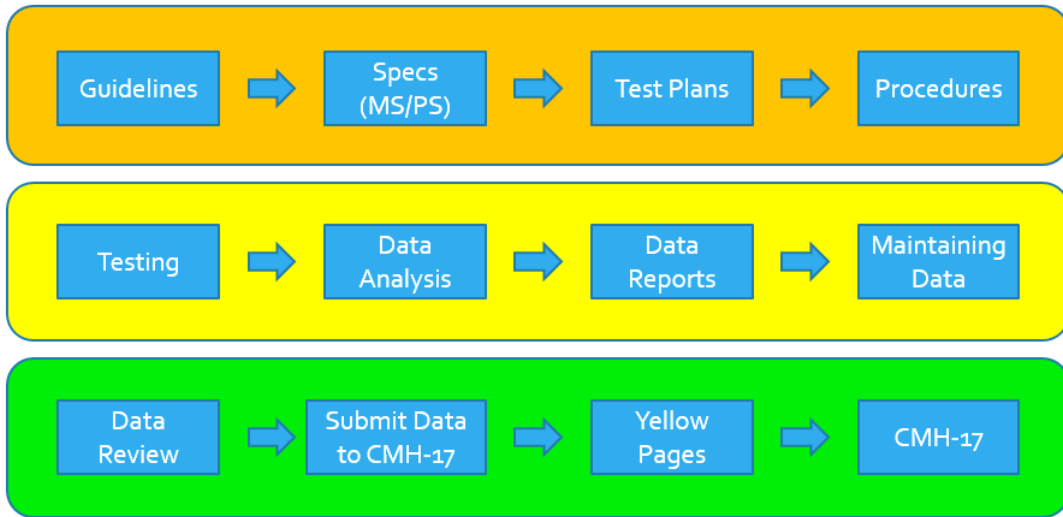 Guidelines
Specs
(MS/PS)
Test Plans
Procedures
Testing
Data
Analysis
Data
Reports
Maintaining
Data
Data
Review
Submit Data
to CMH-17
Yellow
Pages
CMH-17